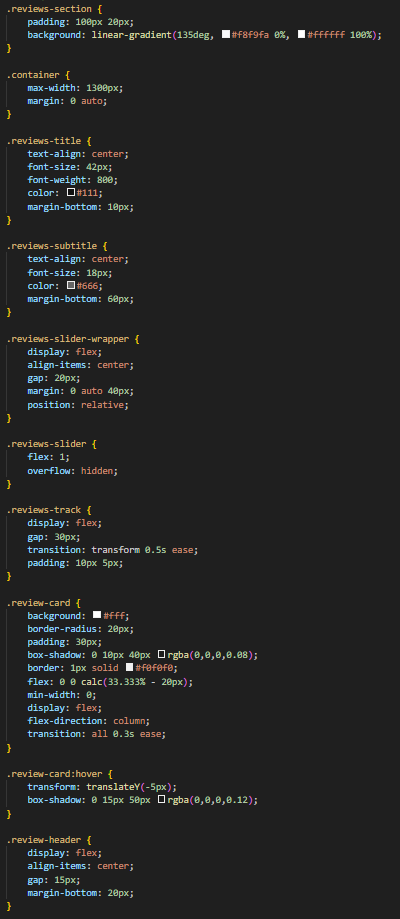 .reviews-section {
padding: 100px 20px;
background: linear-gradient(135deg, #f8f9fa 0%, #ffffff 100%);
}
.container {
max-width: 1300px;
margin: 0 auto;
}
.reviews-title {
text-align: center;
font-size: 42px;
font-weight: 800;
color: #111;
margin-bottom: 10px;
}
.reviews-subtitle {
text-align: center;
font-size: 18px;
color: #666;
margin-bottom: 60px;
}
.reviews-slider-wrapper {
display: flex;
align-items: center;
gap: 20px;
margin: 0 auto 40px;
position: relative;
}
.reviews-slider {
flex: 1;
overflow: hidden;
}
.reviews-track {
display: flex;
gap: 30px;
transition: transform 0.5s ease;
padding: 10px 5px;
}
.review-card {
background: #fff;
border-radius: 20px;
padding: 30px;
box-shadow: 0 10px 40px rgba(0,0,0,0.08);
border: 1px solid #f0f0f0;
flex: 0 0 calc(33.333% - 20px);
min-width: 0;
display: flex;
flex-direction: column;
transition: all 0.3s ease;
}
.review-card:hover {
transform: translateY(-5px);
box-shadow: 0 15px 50px rgba(0,0,0,0.12);
}
.review-header {
display: flex;
align-items: center;
gap: 15px;
margin-bottom: 20px;
}